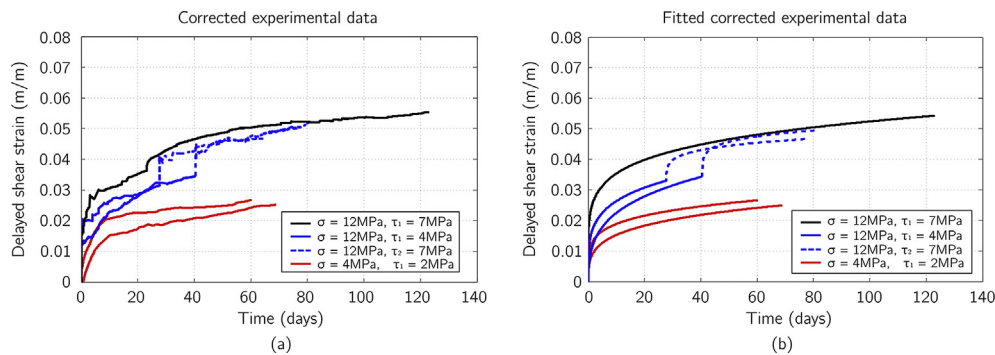 Corrected experimental data
Delayed shear strain (m/m)
0.08
0.07
0.06
0.05
0.04
0.03
0.02
0.01
0
0 20 40 60 80 100 120 140
Time (days)
σ = 12MPa, τ₁ = 7MPa
σ = 12MPa, τ₁ = 4MPa
σ = 12MPa, τ₂ = 7MPa
σ = 4MPa, τ₁ = 2MPa
(a)
Fitted corrected experimental data
Delayed shear strain (m/m)
0.08
0.07
0.06
0.05
0.04
0.03
0.02
0.01
0
0 20 40 60 80 100 120 140
Time (days)
σ = 12MPa, τ₁ = 7MPa
σ = 12MPa, τ₁ = 4MPa
σ = 12MPa, τ₂ = 7MPa
σ = 4MPa, τ₁ = 2MPa
(b)